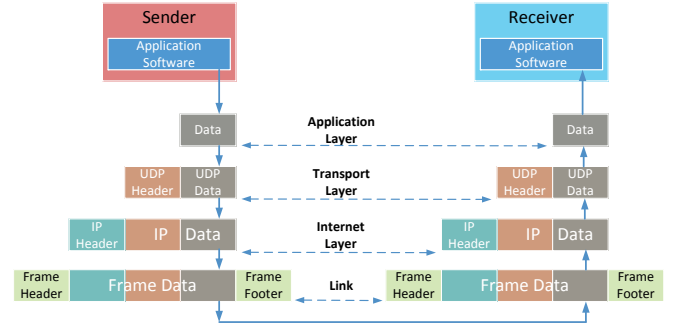 Sender
Receiver
Application
Software
Application
Software
Data
Application
Layer
Data
UDP
Header
UDP
Data
Transport
Layer
UDP
Header
UDP
Data
IP
Header
IP Data
Internet
Layer
IP
Header
IP Data
Frame
Header
Frame Data
Frame
Footer
Link
Frame
Header
Frame Data
Frame
Footer